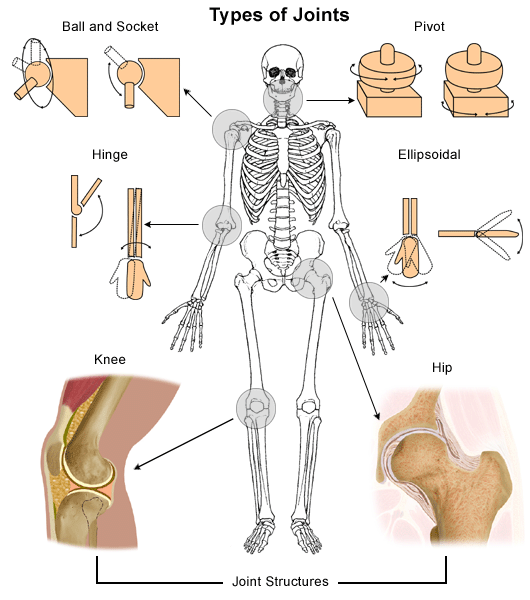 Types of Joints
Ball and Socket
Pivot
Hinge
Ellipsoidal
Knee
Hip
Joint Structures